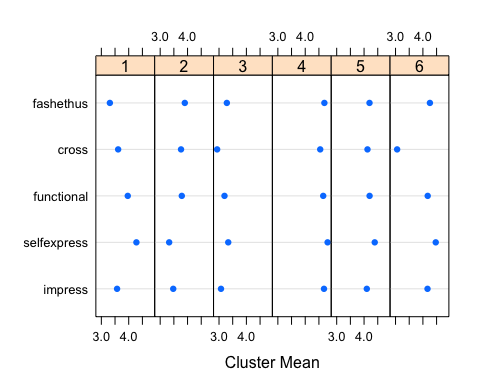 3.0 4.0 3.0 4.0 3.0 4.0
1 2 3 4 5 6
fashethus
cross
functional
selfexpress
impress
3.0 4.0 3.0 4.0 3.0 4.0
Cluster Mean